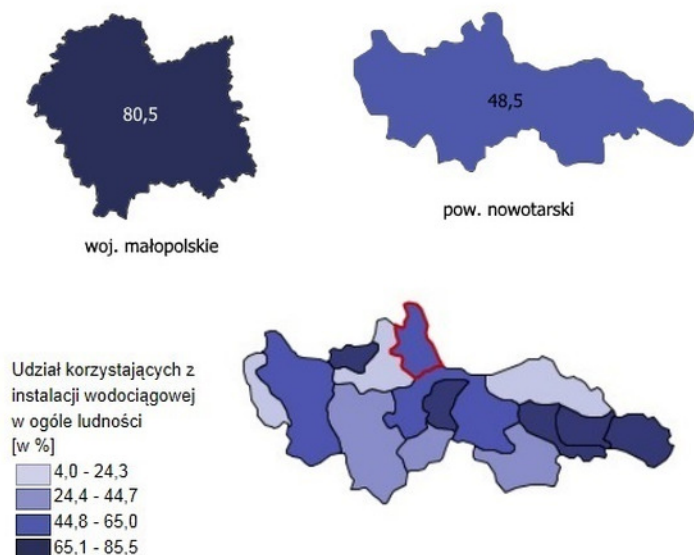 80,5
48,5
woj. małopolskie
pow. nowotarski
Udział korzystających z
instalacji wodociągowej
w ogóle ludności
[w %]
4,0 - 24,3
24,4 - 44,7
44,8 - 65,0
65,1 - 85,5